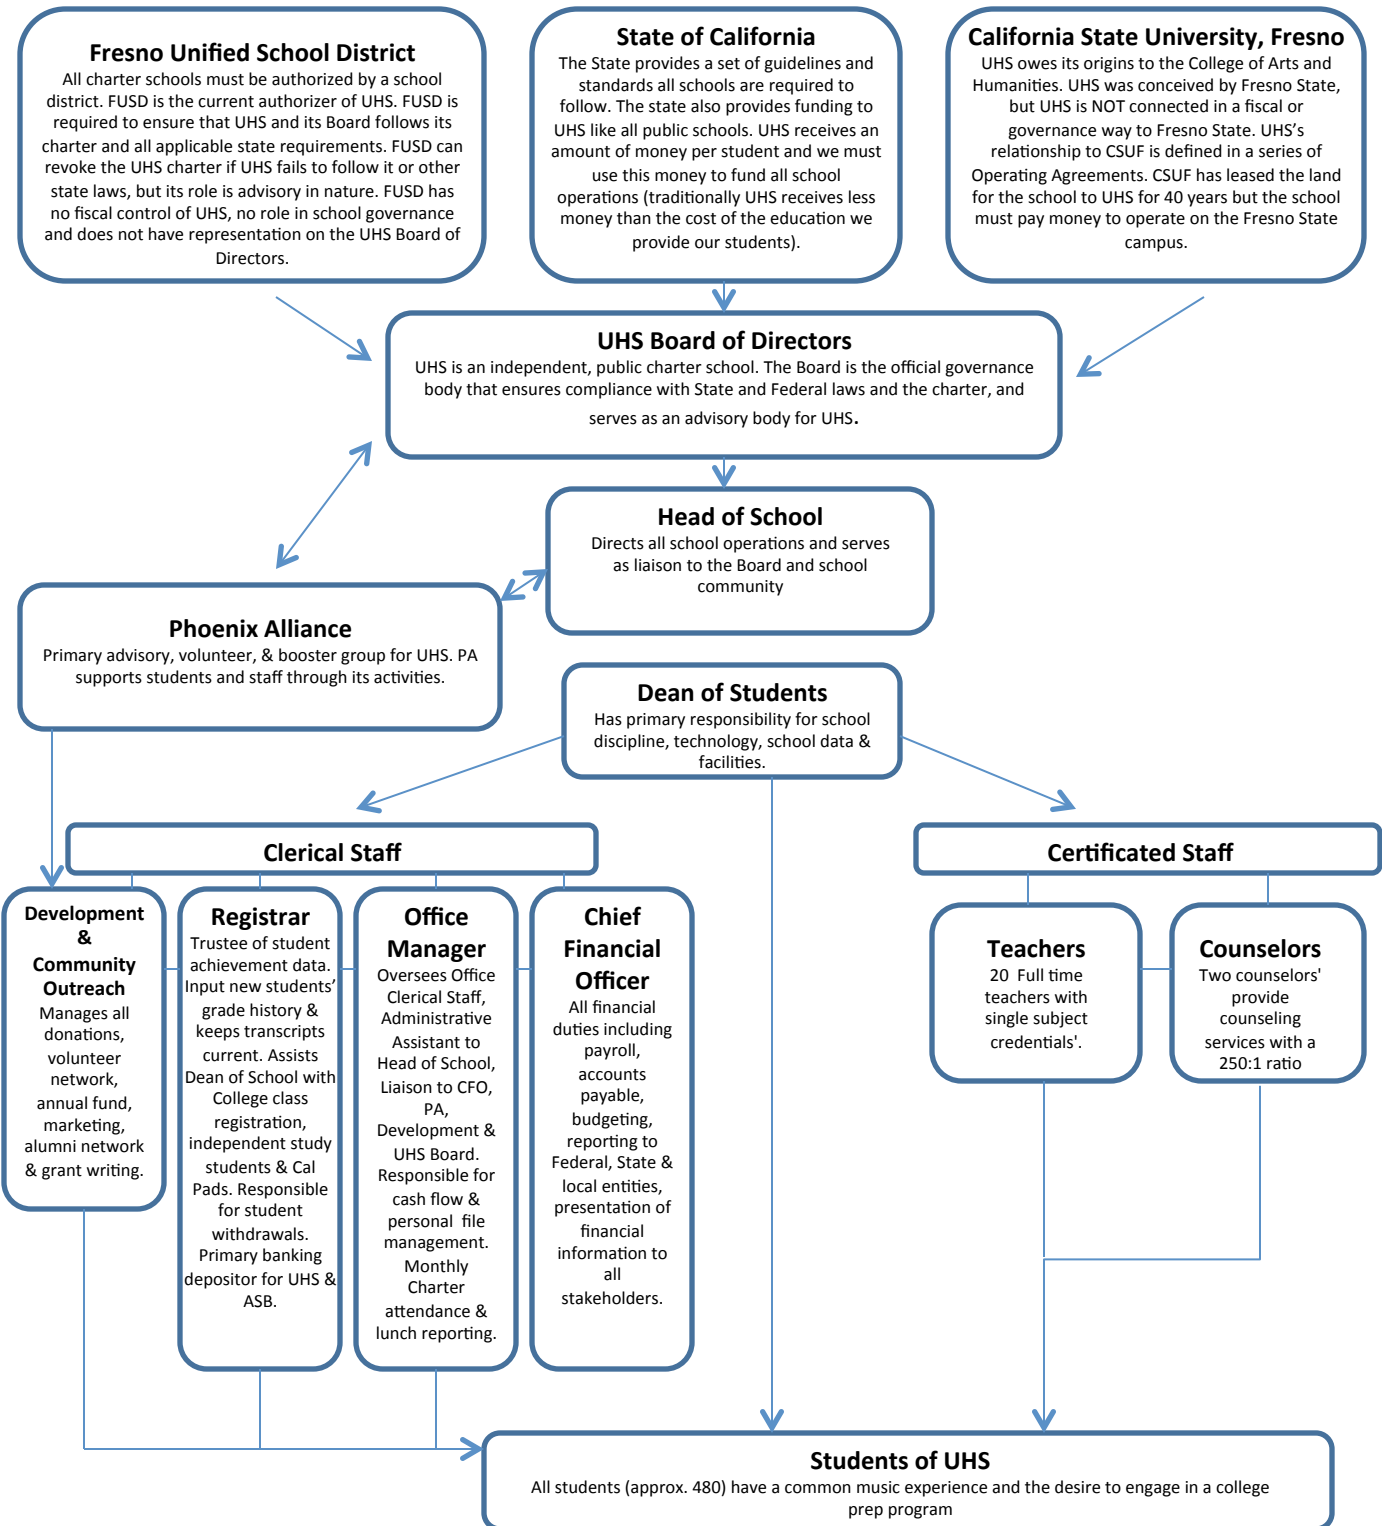 Fresno Unified School District
All charter schools must be authorized by a school
district. FUSD is the current authorizer of UHS. FUSD is
required to ensure that UHS and its Board follows its
charter and all applicable state requirements. FUSD can
revoke the UHS charter if UHS fails to follow it or other
state laws, but its role is advisory in nature. FUSD has
no fiscal control of UHS, no role in school governance
and does not have representation on the UHS Board of
Directors.
State of California
The State provides a set of guidelines and
standards all schools are required to
follow. The state also provides funding to
UHS like all public schools. UHS receives an
amount of money per student and we must
use this money to fund all school
operations (traditionally UHS receives less
money than the cost of the education we
provide our students).
California State University, Fresno
UHS owes its origins to the College of Arts and
Humanities. UHS was conceived by Fresno State,
but UHS is NOT connected in a fiscal or
governance way to Fresno State. UHS's
relationship to CSUF is defined in a series of
Operating Agreements. CSUF has leased the land
for the school to UHS for 40 years but the school
must pay money to operate on the Fresno State
campus.
UHS Board of Directors
UHS is an independent, public charter school. The Board is the official governance
body that ensures compliance with State and Federal laws and the charter, and
serves as an advisory body for UHS.
Head of School
Directs all school operations and serves
as liaison to the Board and school
community
Phoenix Alliance
Primary advisory, volunteer, & booster group for UHS. PA
supports students and staff through its activities.
Dean of Students
Has primary responsibility for school
discipline, technology, school data &
facilities.
Clerical Staff
Certificated Staff
Development
&
Community
Outreach
Manages all
donations,
volunteer
network,
annual fund,
marketing,
alumni network
& grant writing.
Registrar
Trustee of student
achievement data.
Input new students'
grade history &
keeps transcripts
current. Assists
Dean of School with
College class
registration,
independent study
students & Cal
Pads. Responsible
for student
withdrawals.
Primary banking
depositor for UHS &
ASB.
Office
Manager
Oversees Office
Clerical Staff,
Administrative
Assistant to
Head of School,
Liaison to CFO,
PA,
Development &
UHS Board.
Responsible for
cash flow &
personal file
management.
Monthly
Charter
attendance &
lunch reporting.
Chief
Financial
Officer
All financial
duties including
payroll,
accounts
payable,
budgeting,
reporting to
Federal, State &
local entities,
presentation of
financial
information to
all
stakeholders.
Teachers
20 Full time
teachers with
single subject
credentials'.
Counselors
Two counselors'
provide
counseling
services with a
250:1 ratio
Students of UHS
All students (approx. 480) have a common music experience and the desire to engage in a college
prep program